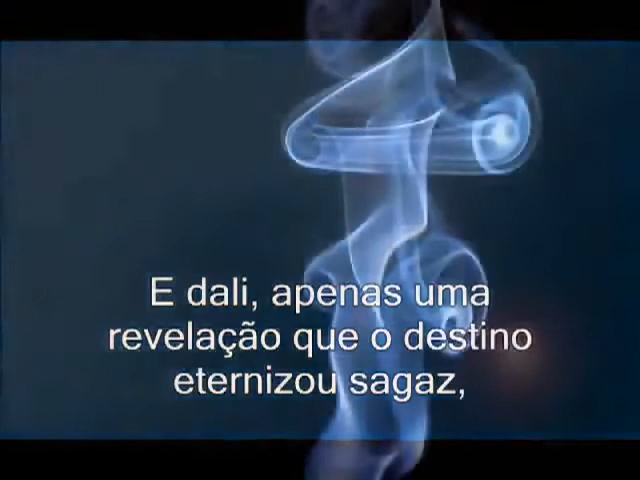 E dali, apenas uma
revelação que o destino
eternizou sagaz,